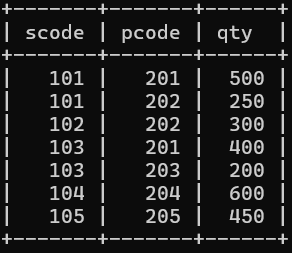 +-------+-------+------+
| scode | pcode | qty  |
+-------+-------+------+
|   101 |   201 |  500 |
|   101 |   202 |  250 |
|   102 |   202 |  300 |
|   103 |   201 |  400 |
|   103 |   203 |  200 |
|   104 |   204 |  600 |
|   105 |   205 |  450 |
+-------+-------+------+